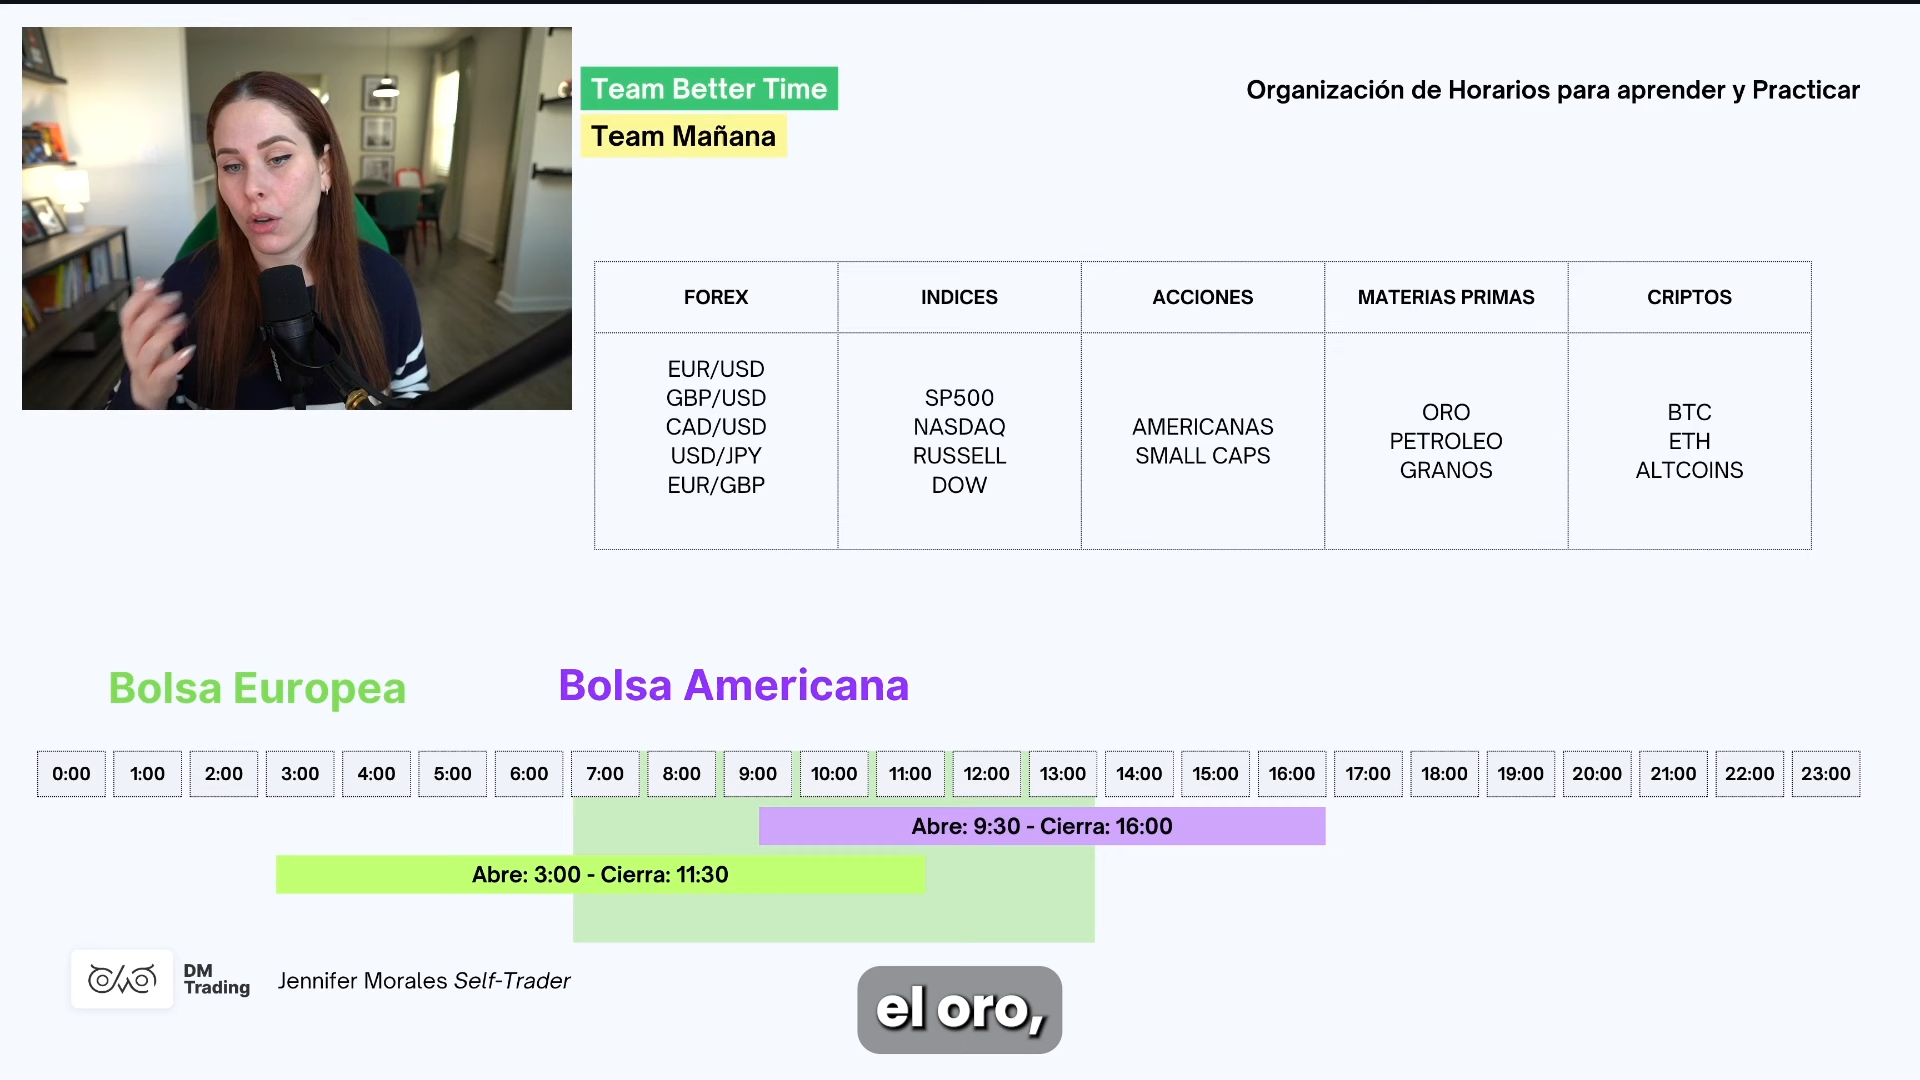 Team Better Time
Team Mañana
Organización de Horarios para aprender y Practicar
FOREX
INDICES
ACCIONES
MATERIAS PRIMAS
CRIPTOS
EUR/USD
GBP/USD
CAD/USD
USD/JPY
EUR/GBP
SP500
NASDAQ
RUSSELL
DOW
AMERICANAS
SMALL CAPS
ORO
PETROLEO
GRANOS
BTC
ETH
ALTCOINS
Bolsa Europea
Bolsa Americana
0:00 1:00 2:00 3:00 4:00 5:00 6:00 7:00 8:00 9:00 10:00 11:00 12:00 13:00 14:00 15:00 16:00 17:00 18:00 19:00 20:00 21:00 22:00 23:00
Abre: 9:30 - Cierra: 16:00
Abre: 3:00 - Cierra: 11:30
DM
Trading
Jennifer Morales Self-Trader
el oro,